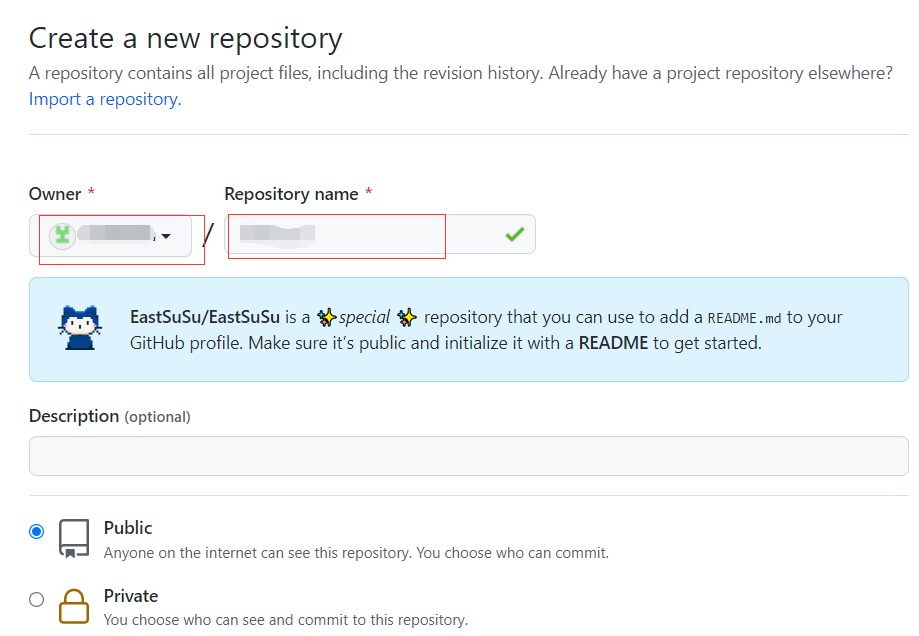 Create a new repository
A repository contains all project files, including the revision history. Already have a project repository elsewhere?
Import a repository.
Owner *
Repository name *
/
EastSuSu/EastSuSu is a ✨special ✨ repository that you can use to add a README.md to your
GitHub profile. Make sure it’s public and initialize it with a README to get started.
Description (optional)
Public
Anyone on the internet can see this repository. You choose who can commit.
Private
You choose who can see and commit to this repository.